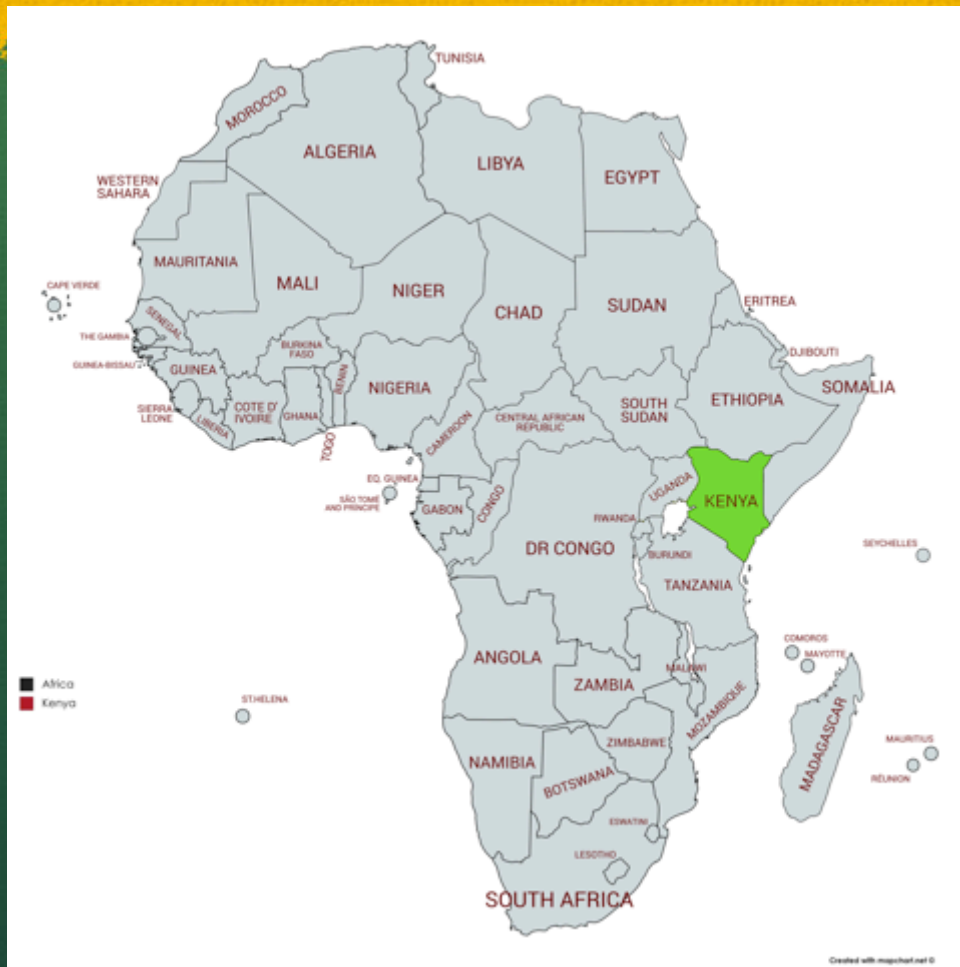 TUNISIA
MOROCCO
ALGERIA
LIBYA
EGYPT
WESTERN
SAHARA
MAURITANIA
MALI
NIGER
CHAD
SUDAN
ERITREA
CAPE VERDE
SENEGAL
THE GAMBIA
GUINEA-BISSAU
GUINEA
BURKINA
FASO
BENIN
NIGERIA
DJIBOUTI
SOMALIA
ETHIOPIA
SOUTH
SUDAN
CENTRAL AFRICAN
REPUBLIC
CAMEROON
SIERRA
LEONE
LIBERIA
COTE D'
IVOIRE
GHANA
TOGO
EQ. GUINEA
SÃO TOMÉ
AND PRÍNCIPE
GABON
CONGO
UGANDA
KENYA
RWANDA
DR CONGO
BURUNDI
TANZANIA
SEYCHELLES
COMOROS
MAYOTTE
ANGOLA
ZAMBIA
MALAWI
MOZAMBIQUE
MADAGASCAR
Africa
Kenya
ST.HELENA
MAURITIUS
RÉUNION
NAMIBIA
ZIMBABWE
BOTSWANA
ESWATINI
LESOTHO
SOUTH AFRICA
Created with mapchart.net ©